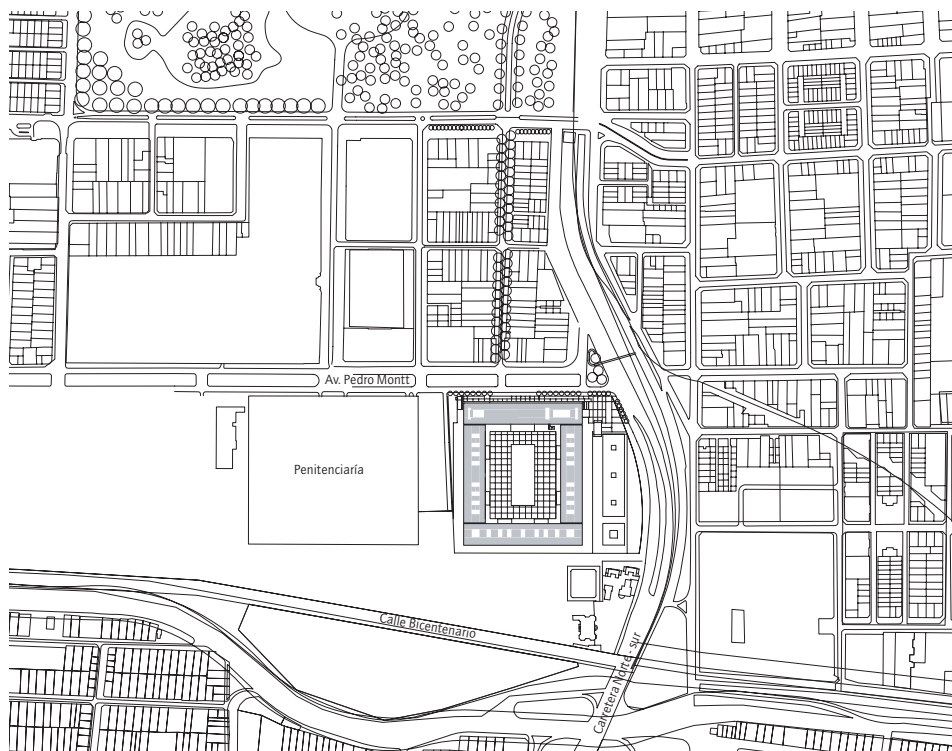 Av. Pedro Montt
Penitenciaría
Calle Bicentenario
Carretera Norte - sur